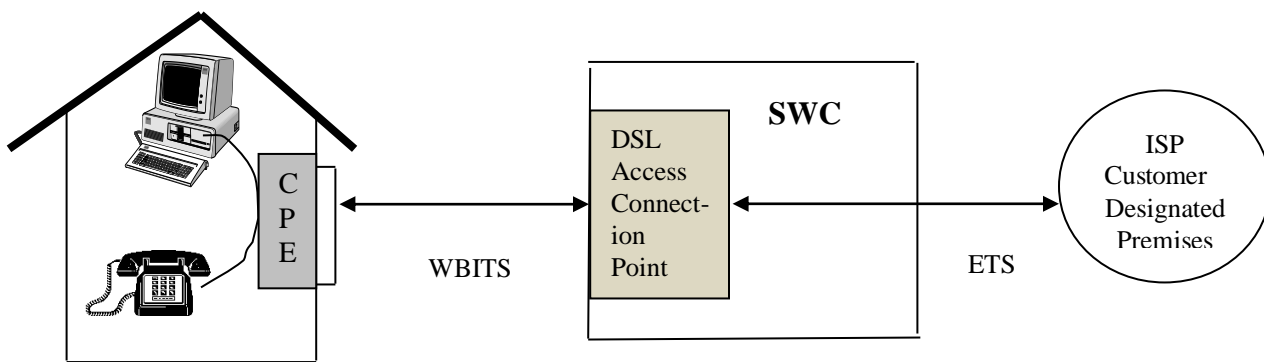 C
P
E
WBITS
DSL
Access
Connect-
ion
Point
SWC
ETS
ISP
Customer
Designated
Premises